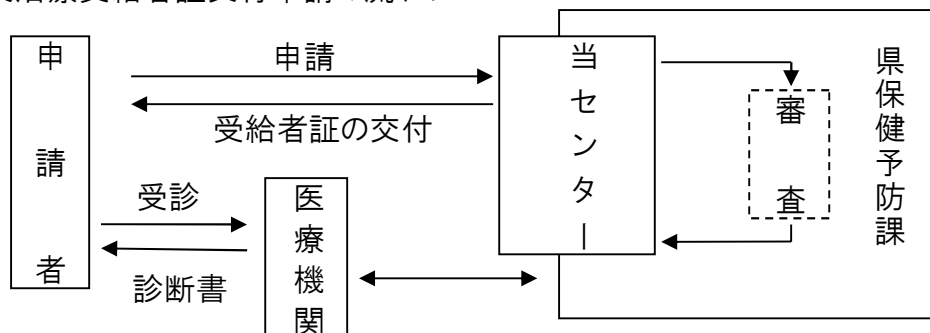 申請者
申請
受給者証の交付
受診
診断書
医療機関
当センター
審査
県保健予防課